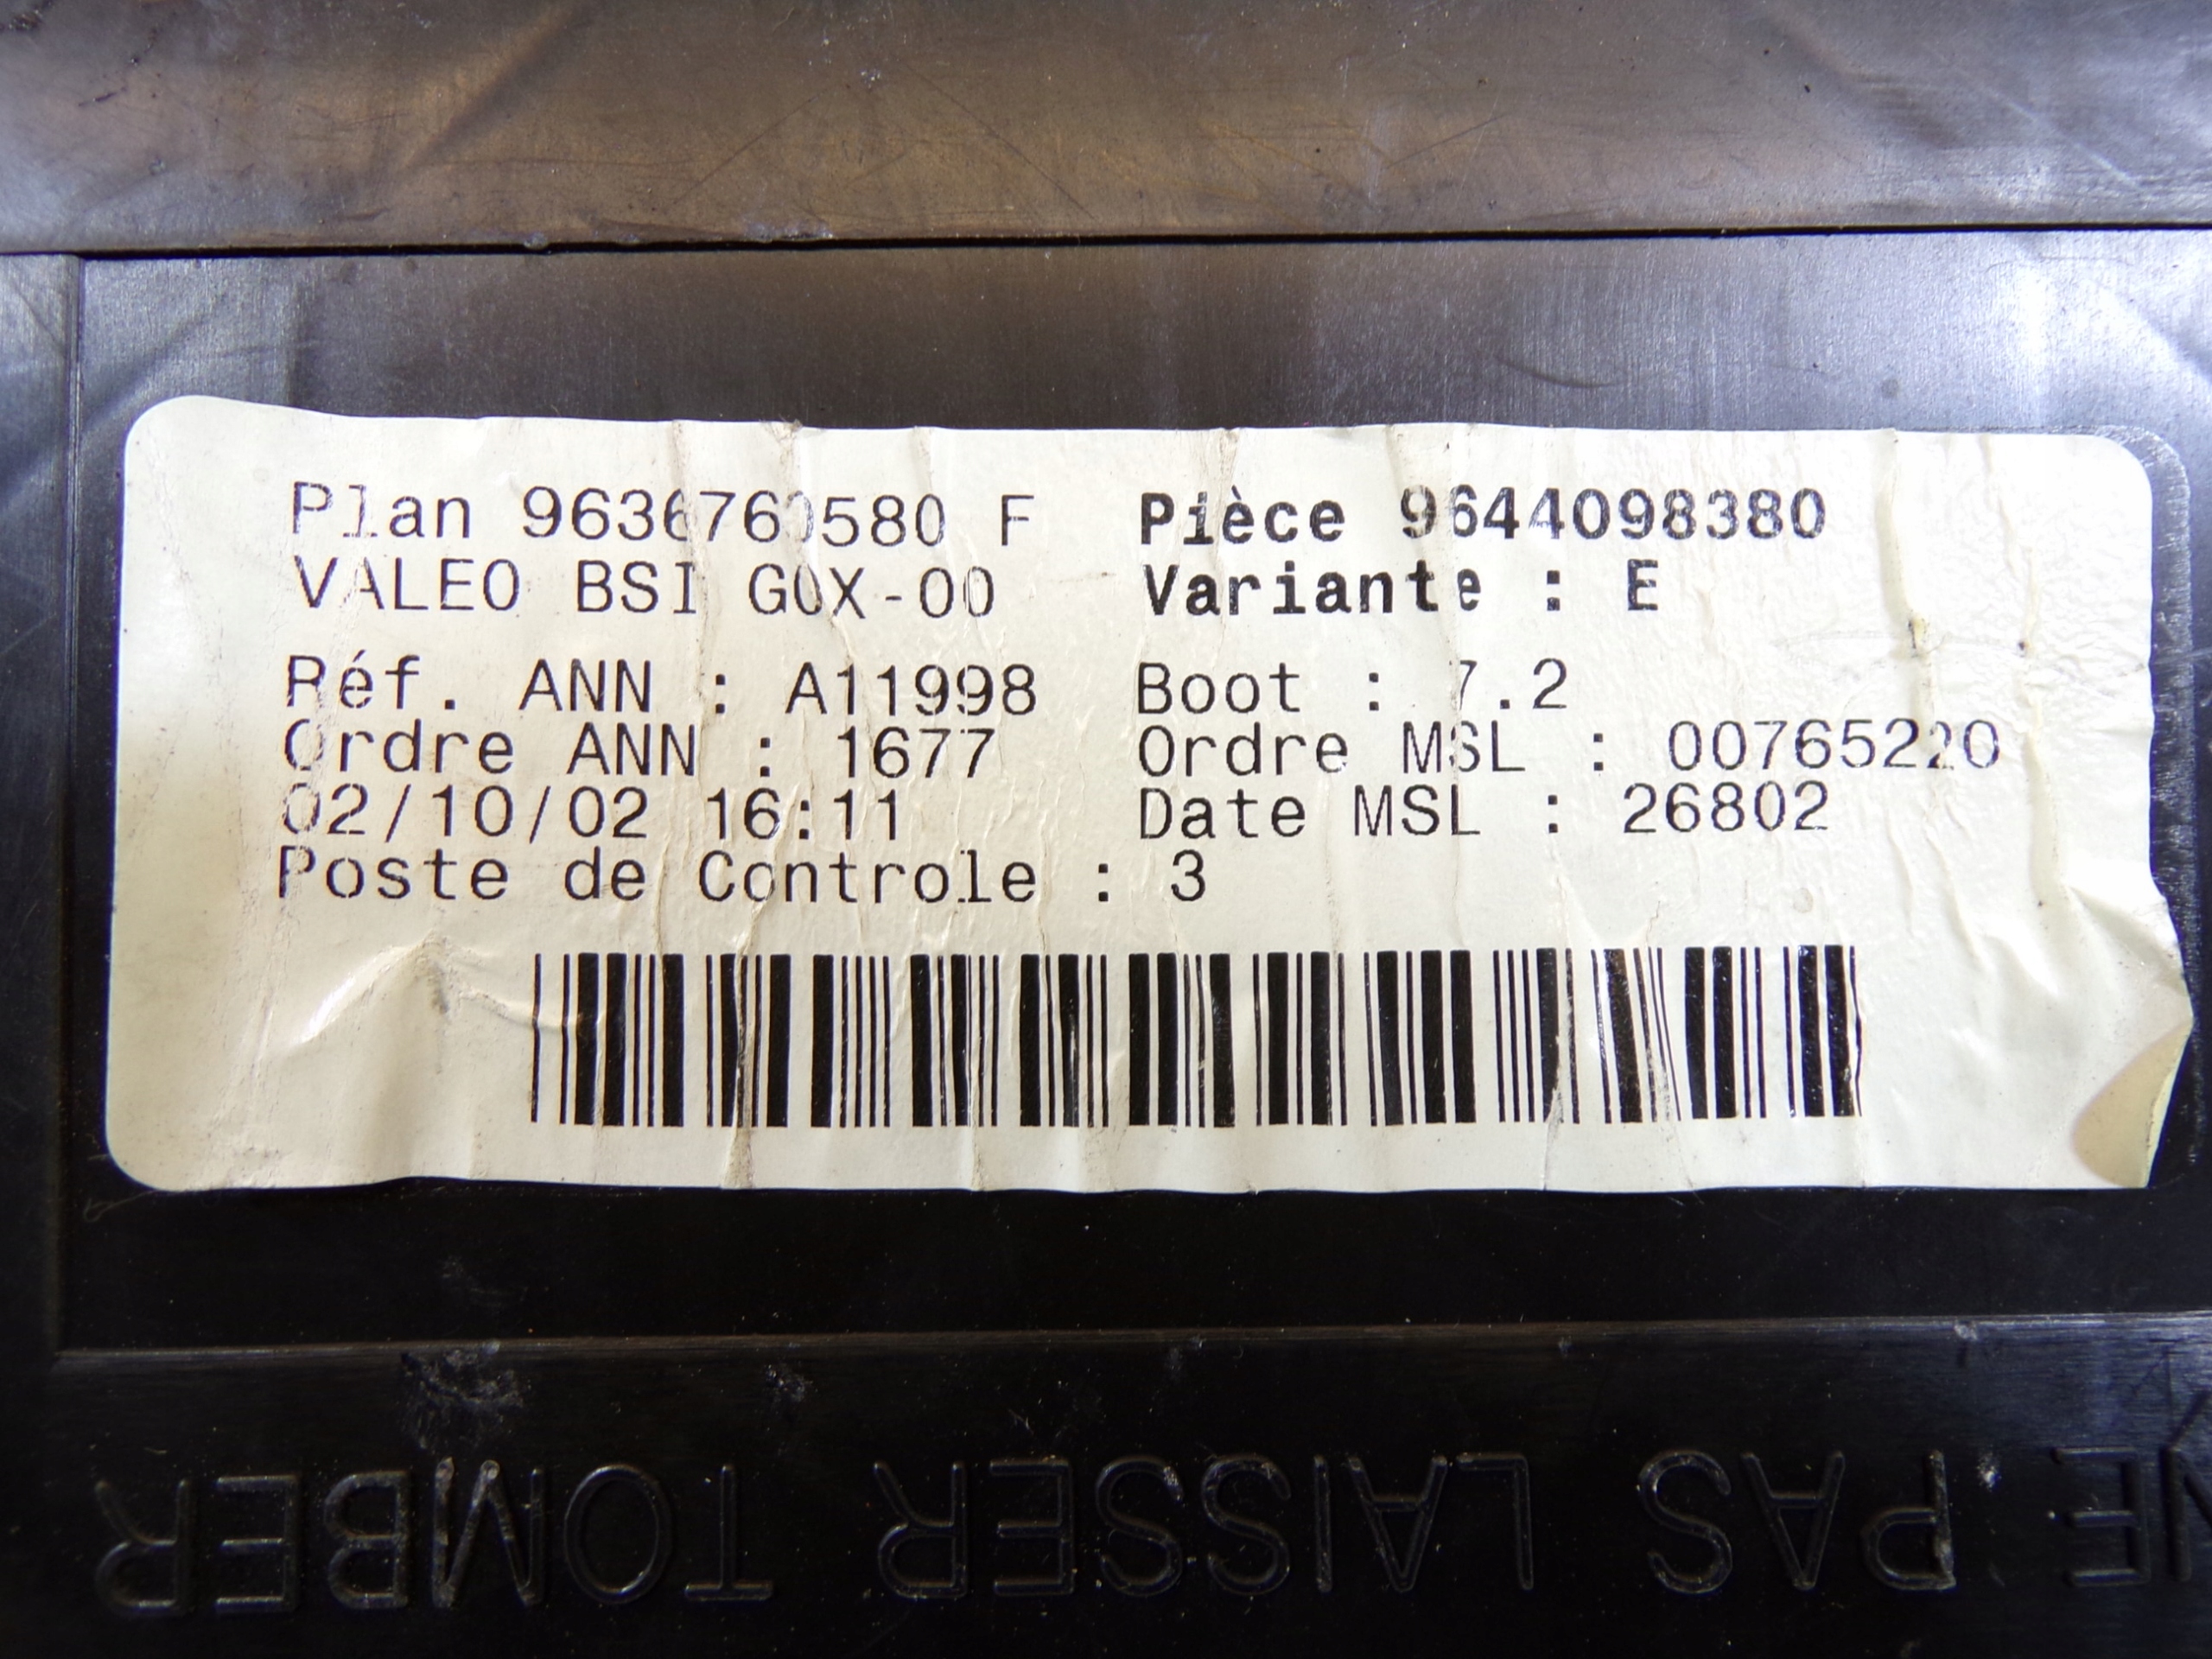 Plan 9636760580 F Pièce 9644098380
VALEO BSI G0X-00 Variante : E
Réf. ANN : A11998 Boot : 7.2
Ordre ANN : 1677 Ordre MSL : 00765220
02/10/02 16:11 Date MSL : 26802
Poste de Controle : 3
NE PAS LAISSER TOMBER